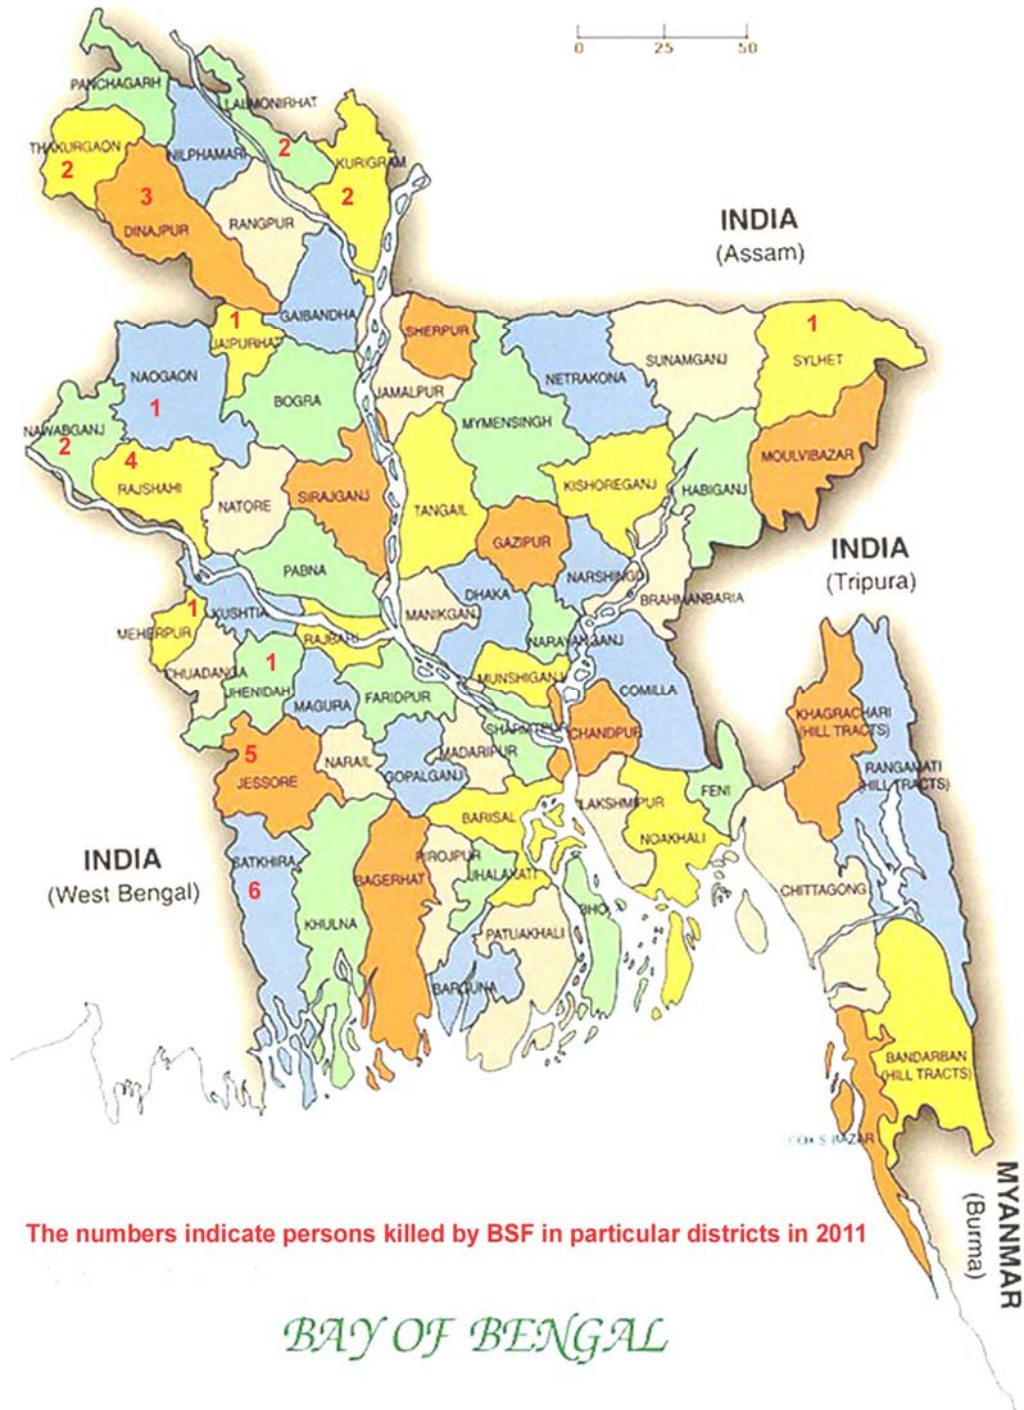 0 25 50
PANCHAGARH
LALMONIRHAT
THAKURGAON
2
NILPHAMARI
2
KURIGRAM
2
3
DINAJPUR
RANGPUR
INDIA
(Assam)
GAIBANDHA
1
JAIPURHAT
SHERPUR
1
SYLHET
SUNAMGANJ
NETRAKONA
NAOGAON
1
BOGRA
JAMALPUR
MYMENSINGH
NAWABGANJ
2
4
RAJSHAHI
NATORE
SIRAJGANJ
TANGAIL
KISHOREGANJ
HABIGANJ
MOULVIBAZAR
GAZIPUR
INDIA
(Tripura)
PABNA
DHAKA
NARSHINGDI
BRAHMANBARIA
MANIKGANJ
1
MEHERPUR
KUSHTIA
RAJBARI
NARAYANGANJ
CHUADANGA
1
JHENIDAH
MAGURA
FARIDPUR
MUNSHIGANJ
COMILLA
KHAGRACHARI
(HILL TRACTS)
SHARIATPUR
CHANDPUR
5
JESSORE
NARAIL
GOPALGANJ
MADARIPUR
RANGAMATI
(HILL TRACTS)
FENI
LAKSHMIPUR
BARISAL
NOAKHALI
INDIA
(West Bengal)
SATKHIRA
6
KHULNA
BAGERHAT
PIROJPUR
JHALAKATI
CHITTAGONG
BHOLA
PATUAKHALI
BARGUNA
BANDARBAN
(HILL TRACTS)
COX S BAZAR
MYANMAR
(Burma)
The numbers indicate persons killed by BSF in particular districts in 2011
BAY OF BENGAL